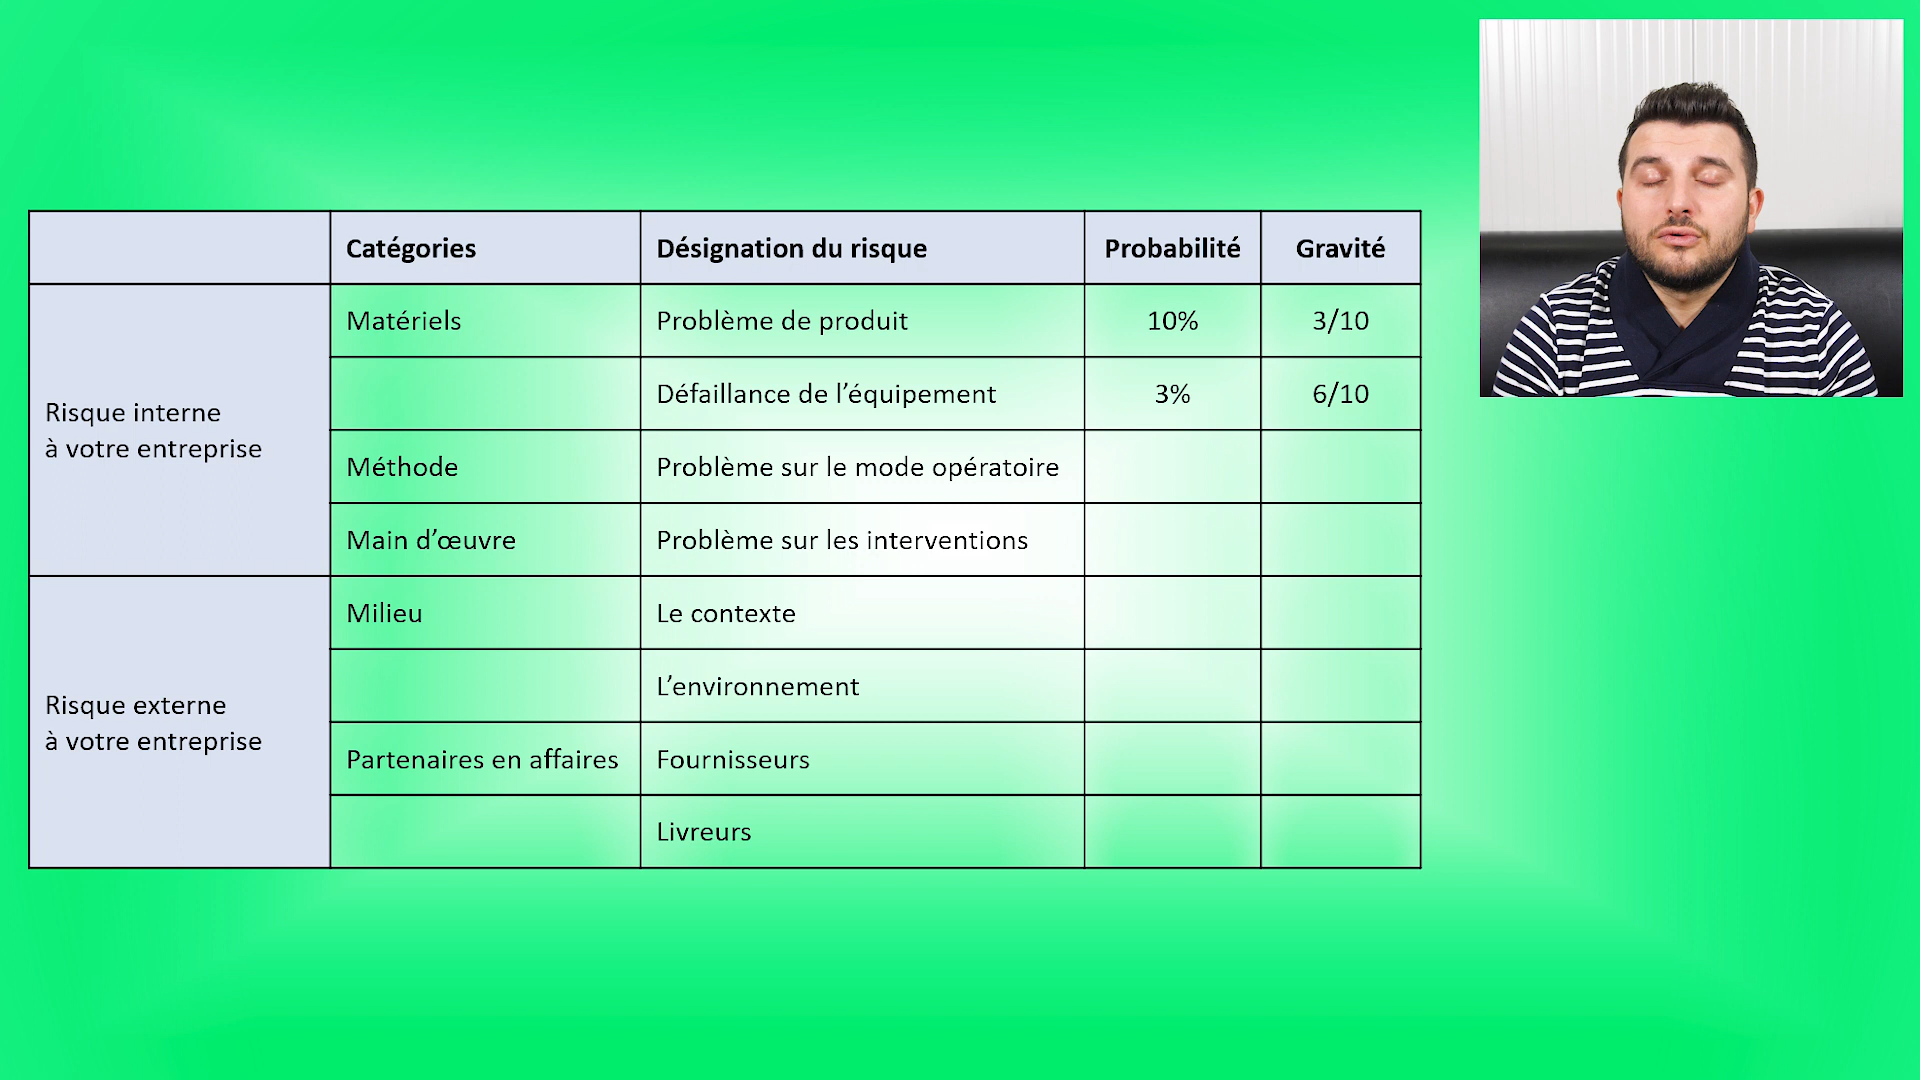 Catégories
Désignation du risque
Probabilité
Gravité
Risque interne
à votre entreprise
Matériels
Problème de produit
10%
3/10
Défaillance de l’équipement
3%
6/10
Méthode
Problème sur le mode opératoire
Main d’œuvre
Problème sur les interventions
Risque externe
à votre entreprise
Milieu
Le contexte
L’environnement
Partenaires en affaires
Fournisseurs
Livreurs